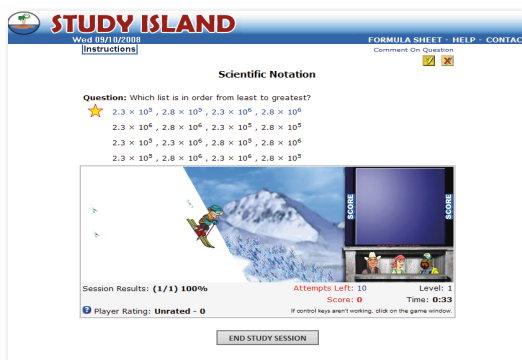 STUDY ISLAND
Wed 09/10/2008
FORMULA SHEET - HELP - CONTAC
Instructions
Comment On Question
Scientific Notation
Question: Which list is in order from least to greatest?
2.3 × 10⁵ , 2.8 × 10⁵ , 2.3 × 10⁶ , 2.8 × 10⁶
2.3 × 10⁶ , 2.8 × 10⁶ , 2.3 × 10⁵ , 2.8 × 10⁵
2.3 × 10⁵ , 2.3 × 10⁶ , 2.8 × 10⁶ , 2.8 × 10⁵
2.3 × 10⁶ , 2.8 × 10⁶ , 2.3 × 10⁶ , 2.8 × 10⁵
SCORE
SCORE
Session Results: (1/1) 100%
Attempts Left: 10
Level: 1
Score: 0
Time: 0:33
Player Rating: Unrated - 0
If control keys aren't working, click on the game window.
END STUDY SESSION